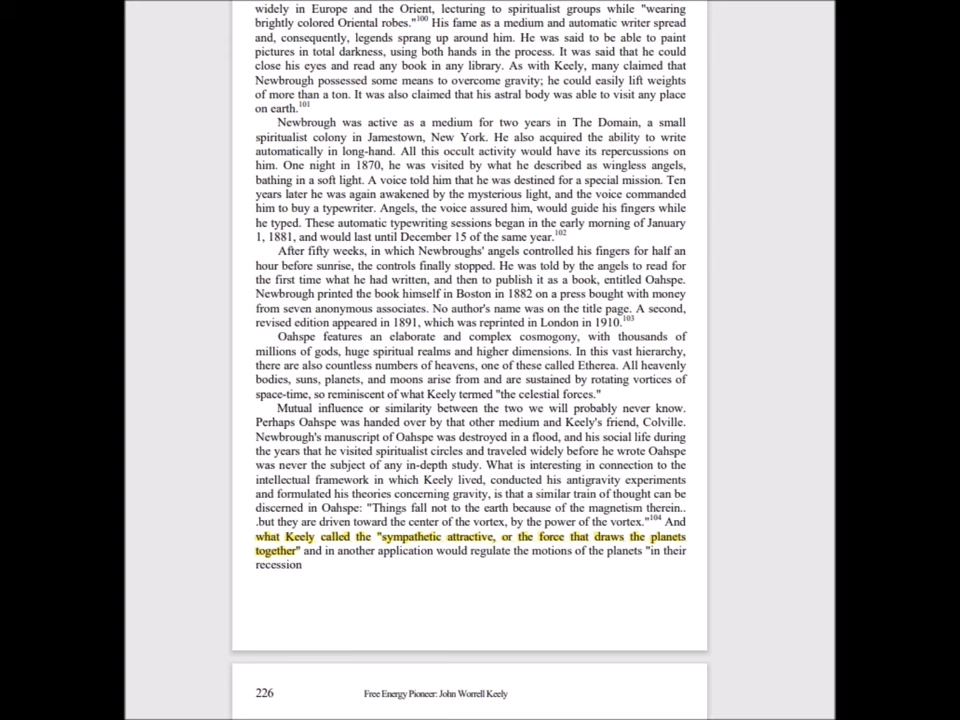 widely in Europe and the Orient, lecturing to spiritualist groups while "wearing
brightly colored Oriental robes."100 His fame as a medium and automatic writer spread
and, consequently, legends sprang up around him. He was said to be able to paint
pictures in total darkness, using both hands in the process. It was said that he could
close his eyes and read any book in any library. As with Keely, many claimed that
Newbrough possessed some means to overcome gravity; he could easily lift weights
of more than a ton. It was also claimed that his astral body was able to visit any place
on earth.101
Newbrough was active as a medium for two years in The Domain, a small
spiritualist colony in Jamestown, New York. He also acquired the ability to write
automatically in long-hand. All this occult activity would have its repercussions on
him. One night in 1870, he was visited by what he described as wingless angels,
bathing in a soft light. A voice told him that he was destined for a special mission. Ten
years later he was again awakened by the mysterious light, and the voice commanded
him to buy a typewriter. Angels, the voice assured him, would guide his fingers while
he typed. These automatic typewriting sessions began in the early morning of January
1, 1881, and would last until December 15 of the same year.102
After fifty weeks, in which Newbroughs' angels controlled his fingers for half an
hour before sunrise, the controls finally stopped. He was told by the angels to read for
the first time what he had written, and then to publish it as a book, entitled Oahspe.
Newbrough printed the book himself in Boston in 1882 on a press bought with money
from seven anonymous associates. No author's name was on the title page. A second,
revised edition appeared in 1891, which was reprinted in London in 1910.103
Oahspe features an elaborate and complex cosmogony, with thousands of
millions of gods, huge spiritual realms and higher dimensions. In this vast hierarchy,
there are also countless numbers of heavens, one of these called Etherea. All heavenly
bodies, suns, planets, and moons arise from and are sustained by rotating vortices of
space-time, so reminiscent of what Keely termed "the celestial forces."
Mutual influence or similarity between the two we will probably never know.
Perhaps Oahspe was handed over by that other medium and Keely's friend, Colville.
Newbrough's manuscript of Oahspe was destroyed in a flood, and his social life during
the years that he visited spiritualist circles and traveled widely before he wrote Oahspe
was never the subject of any in-depth study. What is interesting in connection to the
intellectual framework in which Keely lived, conducted his antigravity experiments
and formulated his theories concerning gravity, is that a similar train of thought can be
discerned in Oahspe: "Things fall not to the earth because of the magnetism therein..
.but they are driven toward the center of the vortex, by the power of the vortex."104 And
what Keely called the "sympathetic attractive, or the force that draws the planets
together" and in another application would regulate the motions of the planets "in their
recession
226 Free Energy Pioneer: John Worrell Keely